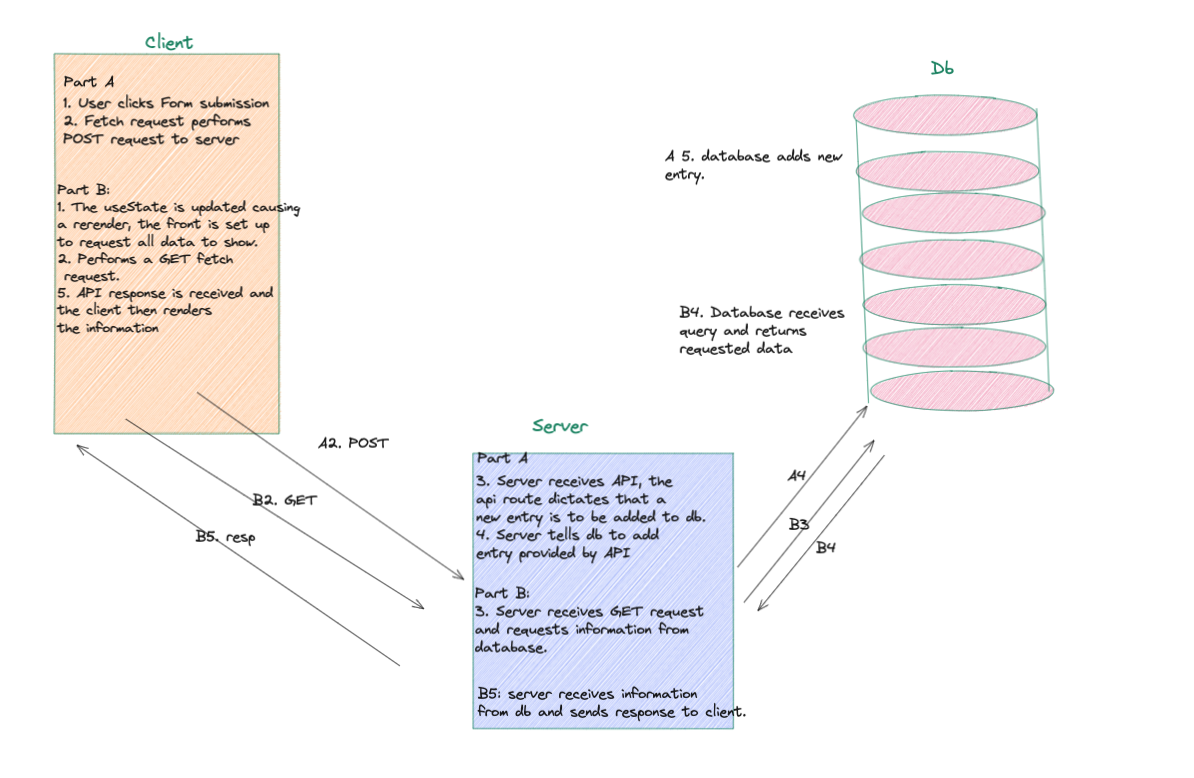 Client
Part A
1. User clicks Form submission
2. Fetch request performs
POST request to server
Part B:
1. The useState is updated causing
a rerender, the front is set up
to request all data to show.
2. Performs a GET fetch
request.
5. API response is received and
the client then renders
the information
A2. POST
B2. GET
B5. resp
Server
Part A
3. Server receives API, the
api route dictates that a
new entry is to be added to db.
4. Server tells db to add
entry provided by API
Part B:
3. Server receives GET request
and requests information from
database.
B5: server receives information
from db and sends response to client.
A4
B3
B4
Db
A 5. database adds new
entry.
B4. Database receives
query and returns
requested data